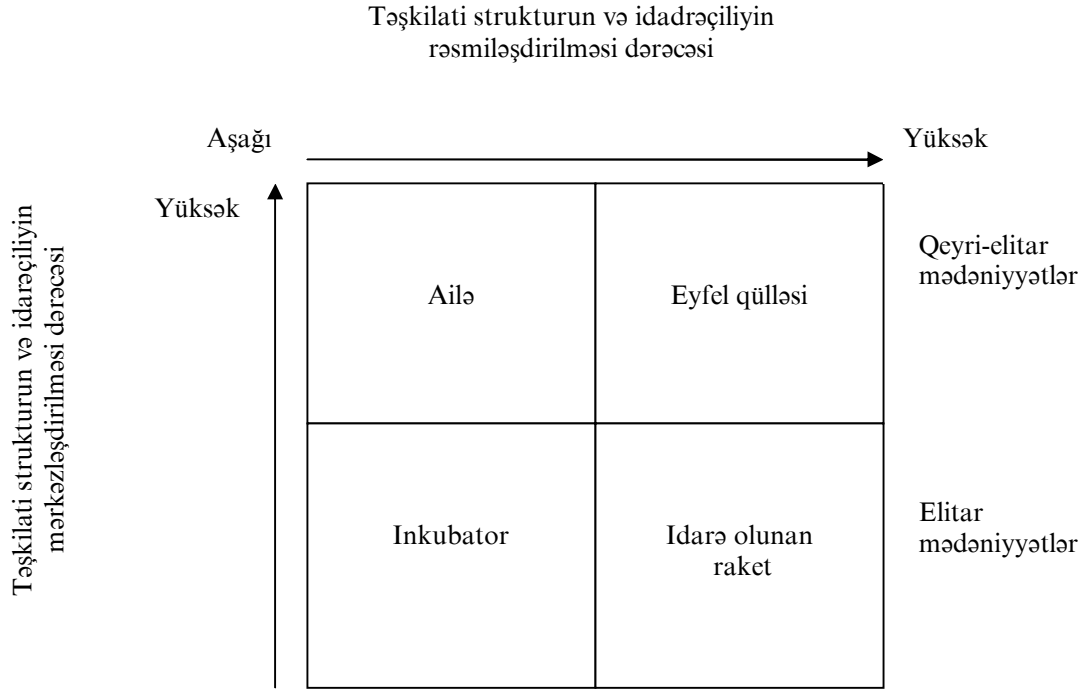 Təşkilati strukturun və idadrəçiliyin
rəsmiləşdirilməsi dərəcəsi
Aşağı
Yüksək
Yüksək
Təşkilati strukturun və idarəçiliyin
mərkəzləşdirilməsi dərəcəsi
Ailə
Eyfel qülləsi
Qeyri-elitar
mədəniyyətlər
Inkubator
Idarə olunan
raket
Elitar
mədəniyyətlər